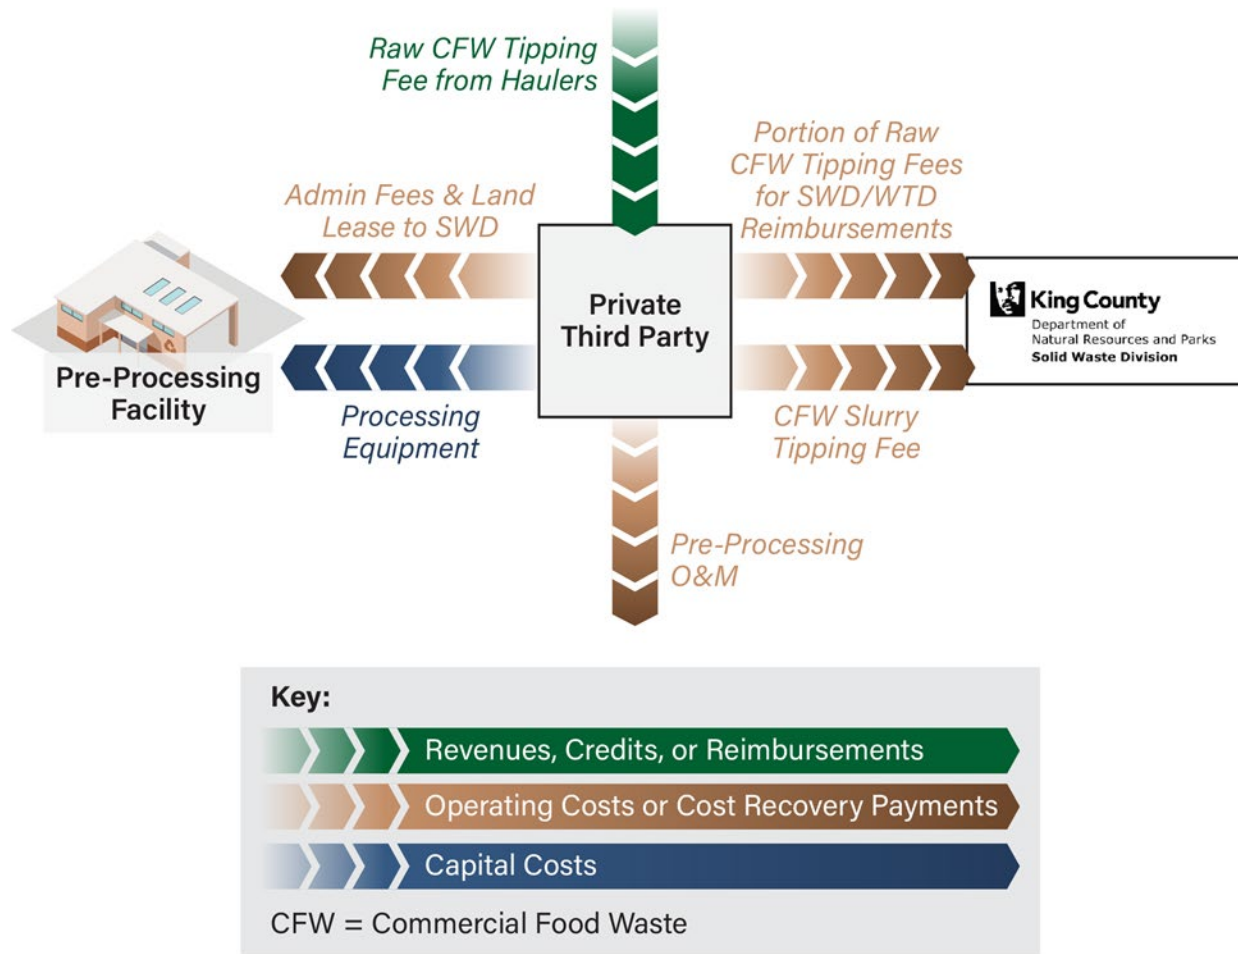 Raw CFW Tipping
Fee from Haulers
Portion of Raw
CFW Tipping Fees
for SWD/WTD
Reimbursements
Admin Fees & Land
Lease to SWD
Private
Third Party
King County
Department of
Natural Resources and Parks
Solid Waste Division
Pre-Processing
Facility
Processing
Equipment
CFW Slurry
Tipping Fee
Pre-Processing
O&M
Key:
Revenues, Credits, or Reimbursements
Operating Costs or Cost Recovery Payments
Capital Costs
CFW = Commercial Food Waste